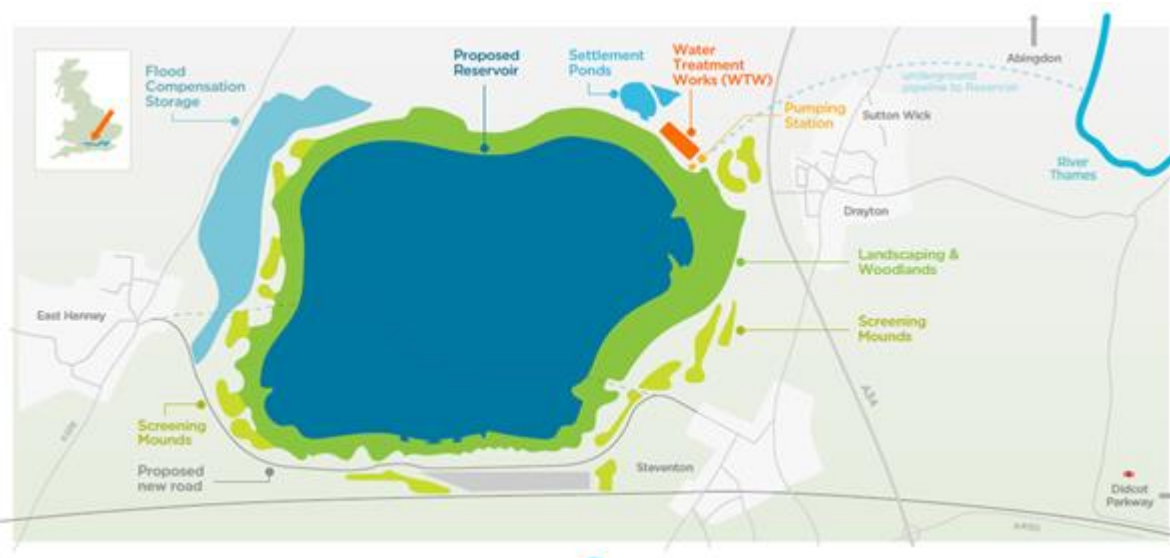 Flood
Compensation
Storage
Proposed
Reservoir
Settlement
Ponds
Water
Treatment
Works (WTW)
Pumping
Station
underground
pipeline to Reservoir
Abingdon
Sutton Wick
River
Thames
Drayton
Landscaping &
Woodlands
East Hanney
Screening
Mounds
A34
Screening
Mounds
Proposed
new road
Steventon
Didcot
Parkway